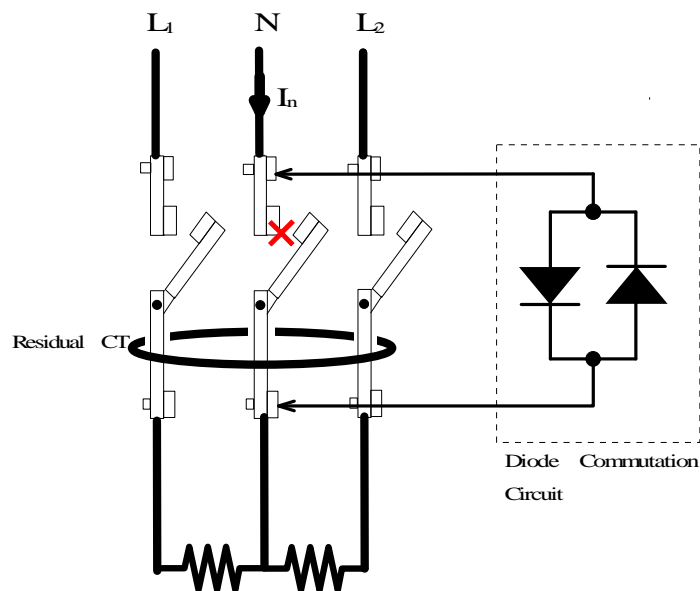 L1 N L2
In
Residual CT
Diode Commutation
Circuit